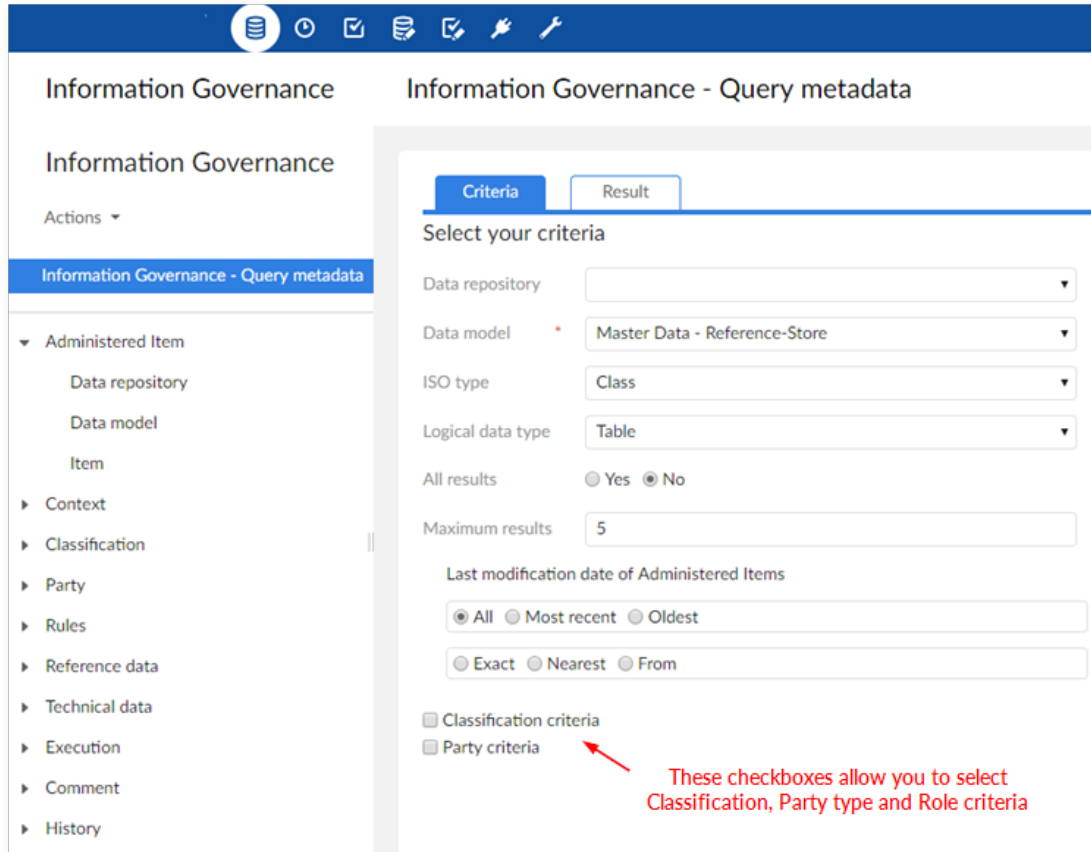 Information Governance
Information Governance - Query metadata
Information Governance
Actions
Information Governance - Query metadata
Administered Item
Data repository
Data model
Item
Context
Classification
Party
Rules
Reference data
Technical data
Execution
Comment
History
Criteria
Result
Select your criteria
Data repository
Data model * Master Data - Reference-Store
ISO type Class
Logical data type Table
All results Yes No
Maximum results 5
Last modification date of Administered Items
All Most recent Oldest
Exact Nearest From
Classification criteria
Party criteria
These checkboxes allow you to select
Classification, Party type and Role criteria